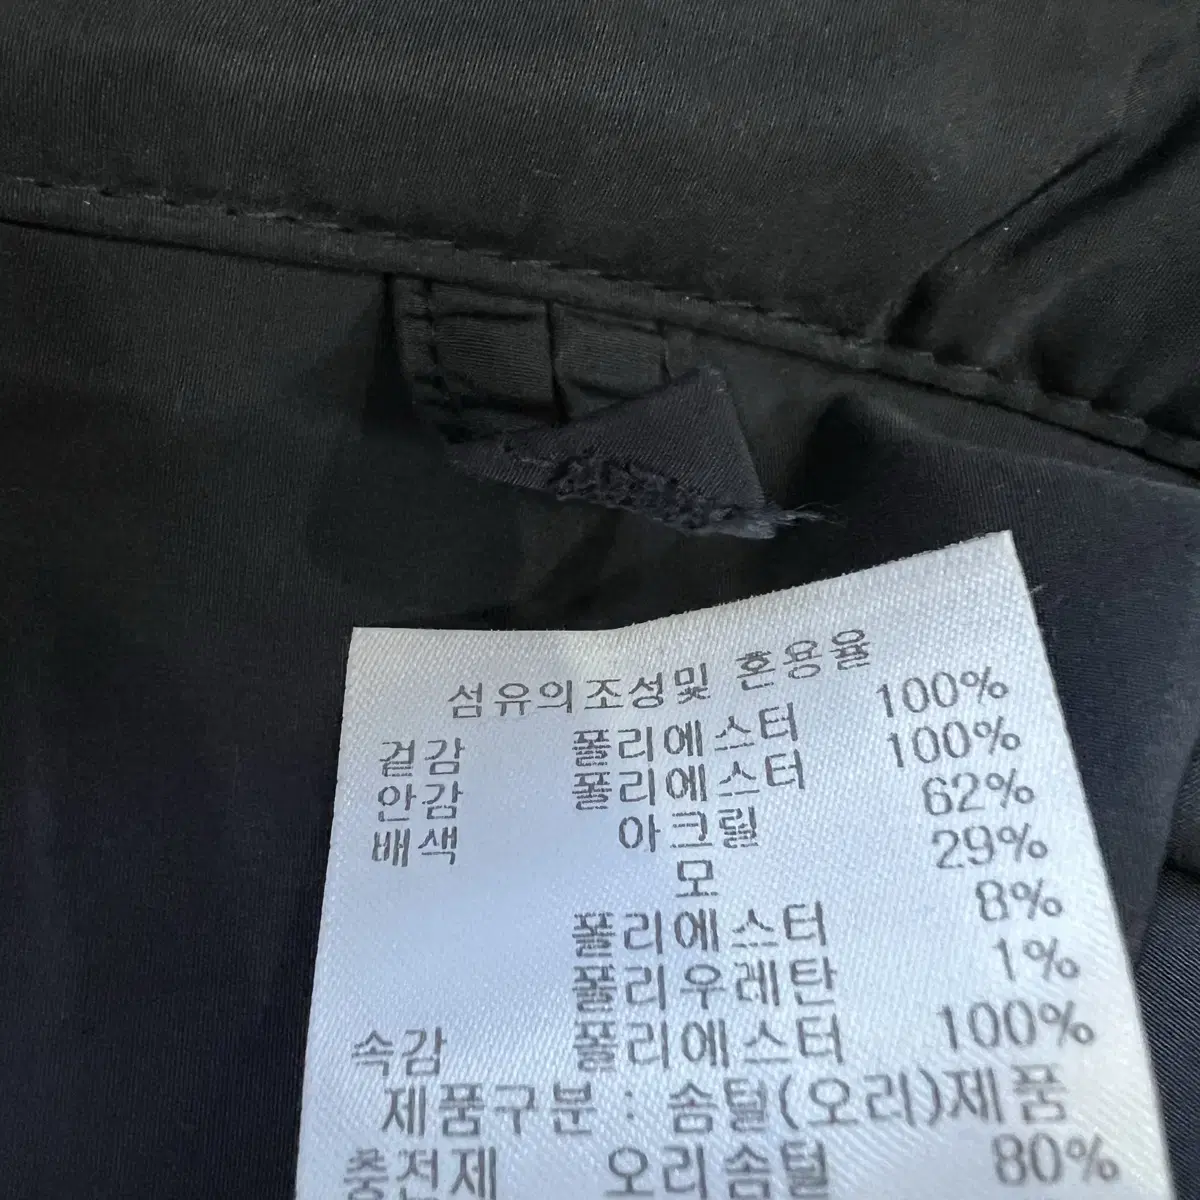 섬유의조성및 혼용율
겉감 폴리에스터 100%
안감 폴리에스터 100%
배색 아크릴 62%
모 29%
폴리에스터 8%
폴리우레탄 1%
속감 폴리에스터 100%
제품구분 : 솜털(오리)제품
충전제 오리솜털 80%